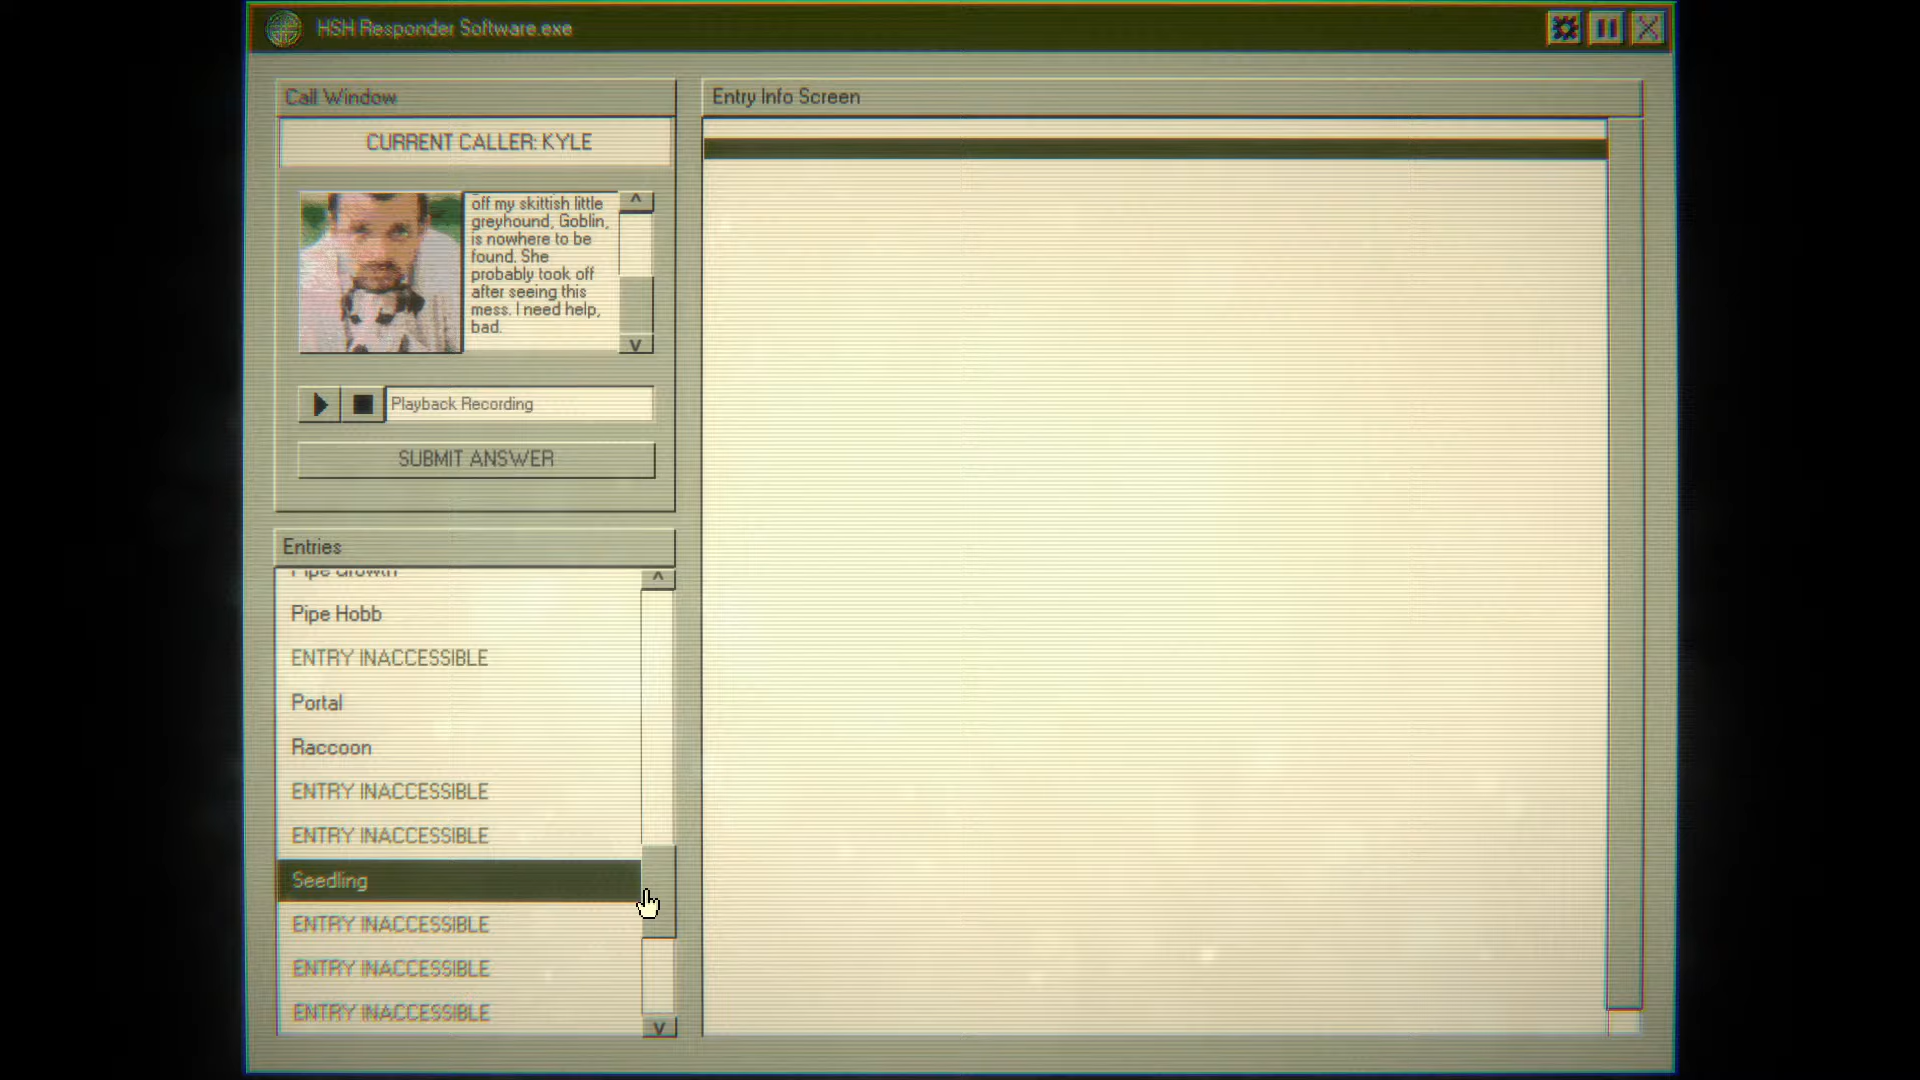 HSH Responder Software.exe
Call Window
CURRENT CALLER: KYLE
off my skittish little
greyhound, Goblin,
is nowhere to be
found. She
probably took off
after seeing this
mess. I need help,
bad.
Playback Recording
SUBMIT ANSWER
Entries
Pipe Growth
Pipe Hobb
ENTRY INACCESSIBLE
Portal
Raccoon
ENTRY INACCESSIBLE
ENTRY INACCESSIBLE
Seedling
ENTRY INACCESSIBLE
ENTRY INACCESSIBLE
ENTRY INACCESSIBLE
Entry Info Screen